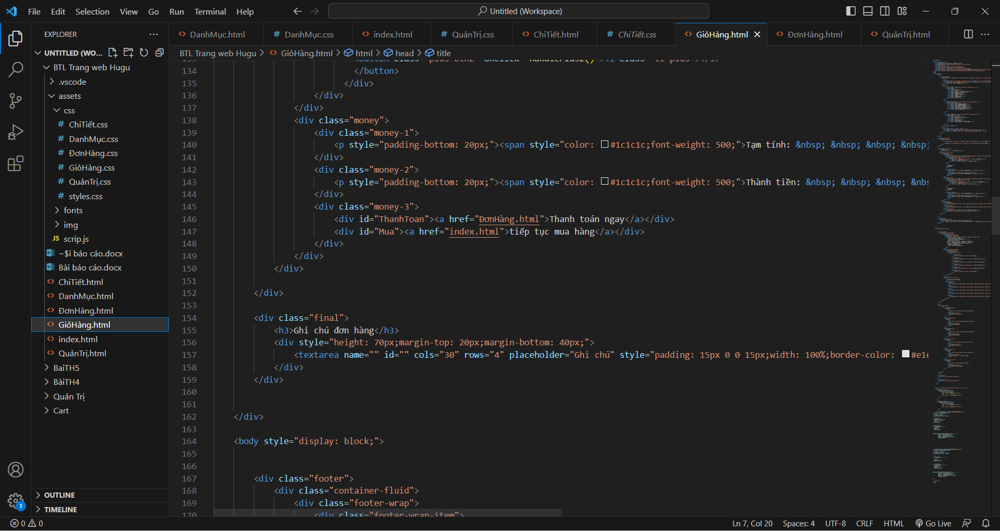 File Edit Selection View Go Run Terminal Help
Untitled (Workspace)
EXPLORER
UNTITLED (WO...
BTL Trang web Hugu
.vscode
assets
css
ChiTiết.css
DanhMục.css
ĐơnHàng.css
GiỏHàng.css
QuảnTrị.css
styles.css
fonts
img
JS scrip.js
~$i báo cáo.docx
Bài báo cáo.docx
ChiTiết.html
DanhMục.html
ĐơnHàng.html
GiỏHàng.html
index.html
QuảnTrị.html
BaiTH5
BàiTH4
Quản Trị
Cart
OUTLINE
TIMELINE
DanhMục.html # DanhMục.css index.html # QuảnTrị.css ChiTiết.html # ChiTiết.css GiỏHàng.html ĐơnHàng.html QuảnTrị.html
BTL Trang web Hugu > GiỏHàng.html > html > head > title
134 </button>
135 </div>
136 </div>
137 </div>
138 <div class="money">
139 <div class="money-1">
140 <p style="padding-bottom: 20px;"><span style="color: #1c1c1c;font-weight: 500;">Tạm tính: &nbsp; &nbsp; &nbsp; &nbsp;
141 </div>
142 <div class="money-2">
143 <p style="padding-bottom: 20px;"><span style="color: #1c1c1c;font-weight: 500;">Thành tiền: &nbsp; &nbsp; &nbsp; &nbs
144 </div>
145 <div class="money-3">
146 <div id="ThanhToan"><a href="ĐơnHàng.html">Thanh toán ngay</a></div>
147 <div id="Mua"><a href="index.html">tiếp tục mua hàng</a></div>
148 </div>
149 </div>
150 </div>
151
152 </div>
153
154 <div class="final">
155 <h3>Ghi chú đơn hàng</h3>
156 <div style="height: 70px;margin-top: 20px;margin-bottom: 40px;">
157 <textarea name="" id="" cols="30" rows="4" placeholder="Ghi chú" style="padding: 15px 0 0 15px;width: 100%;border-color: #e1e
158 </div>
159 </div>
160
161
162 </div>
163
164 <body style="display: block;">
165
166
167 <div class="footer">
168 <div class="container-fluid">
169 <div class="footer-wrap">
170 <div class="footer-wrap-item">
1
0 0
Ln 7, Col 20 Spaces: 4 UTF-8 CRLF HTML Go Live